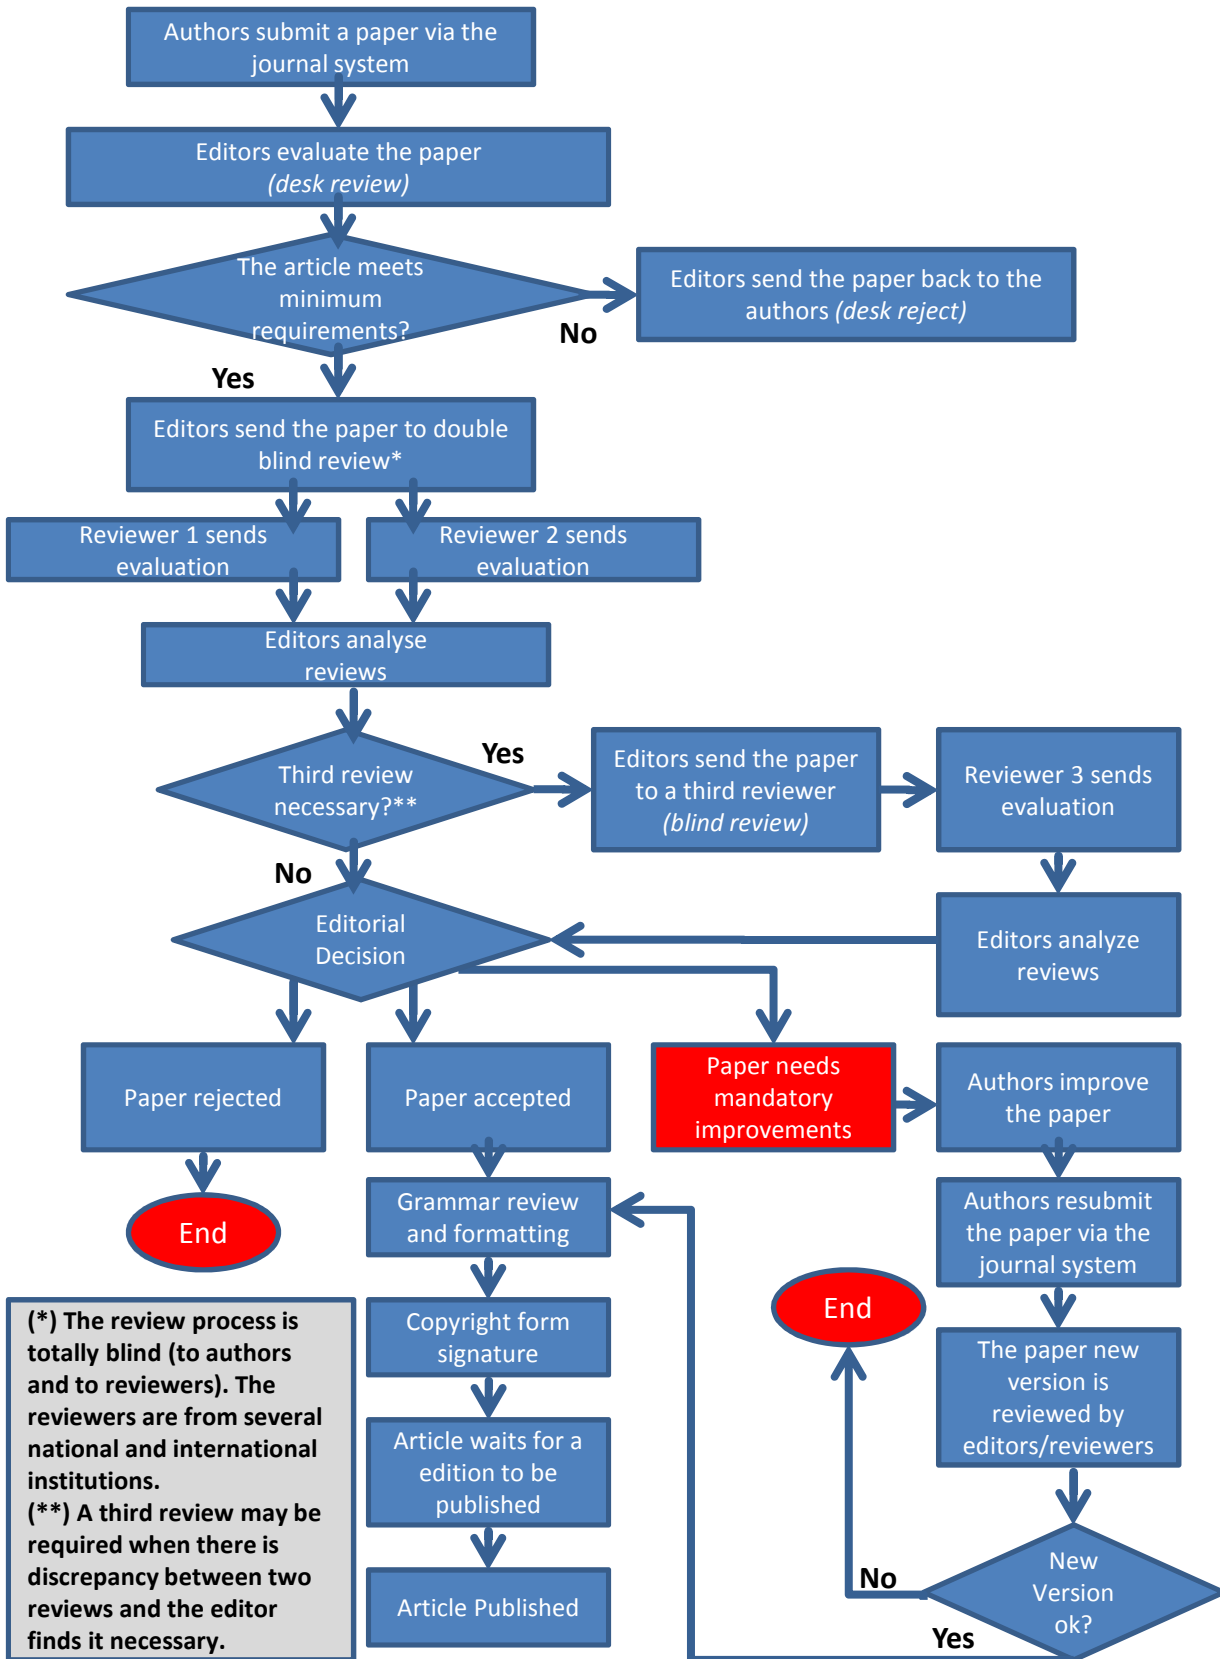 Authors submit a paper via the
journal system
Editors evaluate the paper
(desk review)
The article meets
minimum
requirements?
No
Editors send the paper back to the
authors (desk reject)
Yes
Editors send the paper to double
blind review*
Reviewer 1 sends
evaluation
Reviewer 2 sends
evaluation
Editors analyse
reviews
Third review
necessary?**
Yes
Editors send the paper
to a third reviewer
(blind review)
Reviewer 3 sends
evaluation
No
Editorial
Decision
Editors analyze
reviews
Paper rejected
Paper accepted
Paper needs
mandatory
improvements
Authors improve
the paper
End
Grammar review
and formatting
Authors resubmit
the paper via the
journal system
End
Copyright form
signature
The paper new
version is
reviewed by
editors/reviewers
Article waits for a
edition to be
published
New
Version
ok?
No
Yes
Article Published
(*) The review process is
totally blind (to authors
and to reviewers). The
reviewers are from several
national and international
institutions.
(**) A third review may be
required when there is
discrepancy between two
reviews and the editor
finds it necessary.